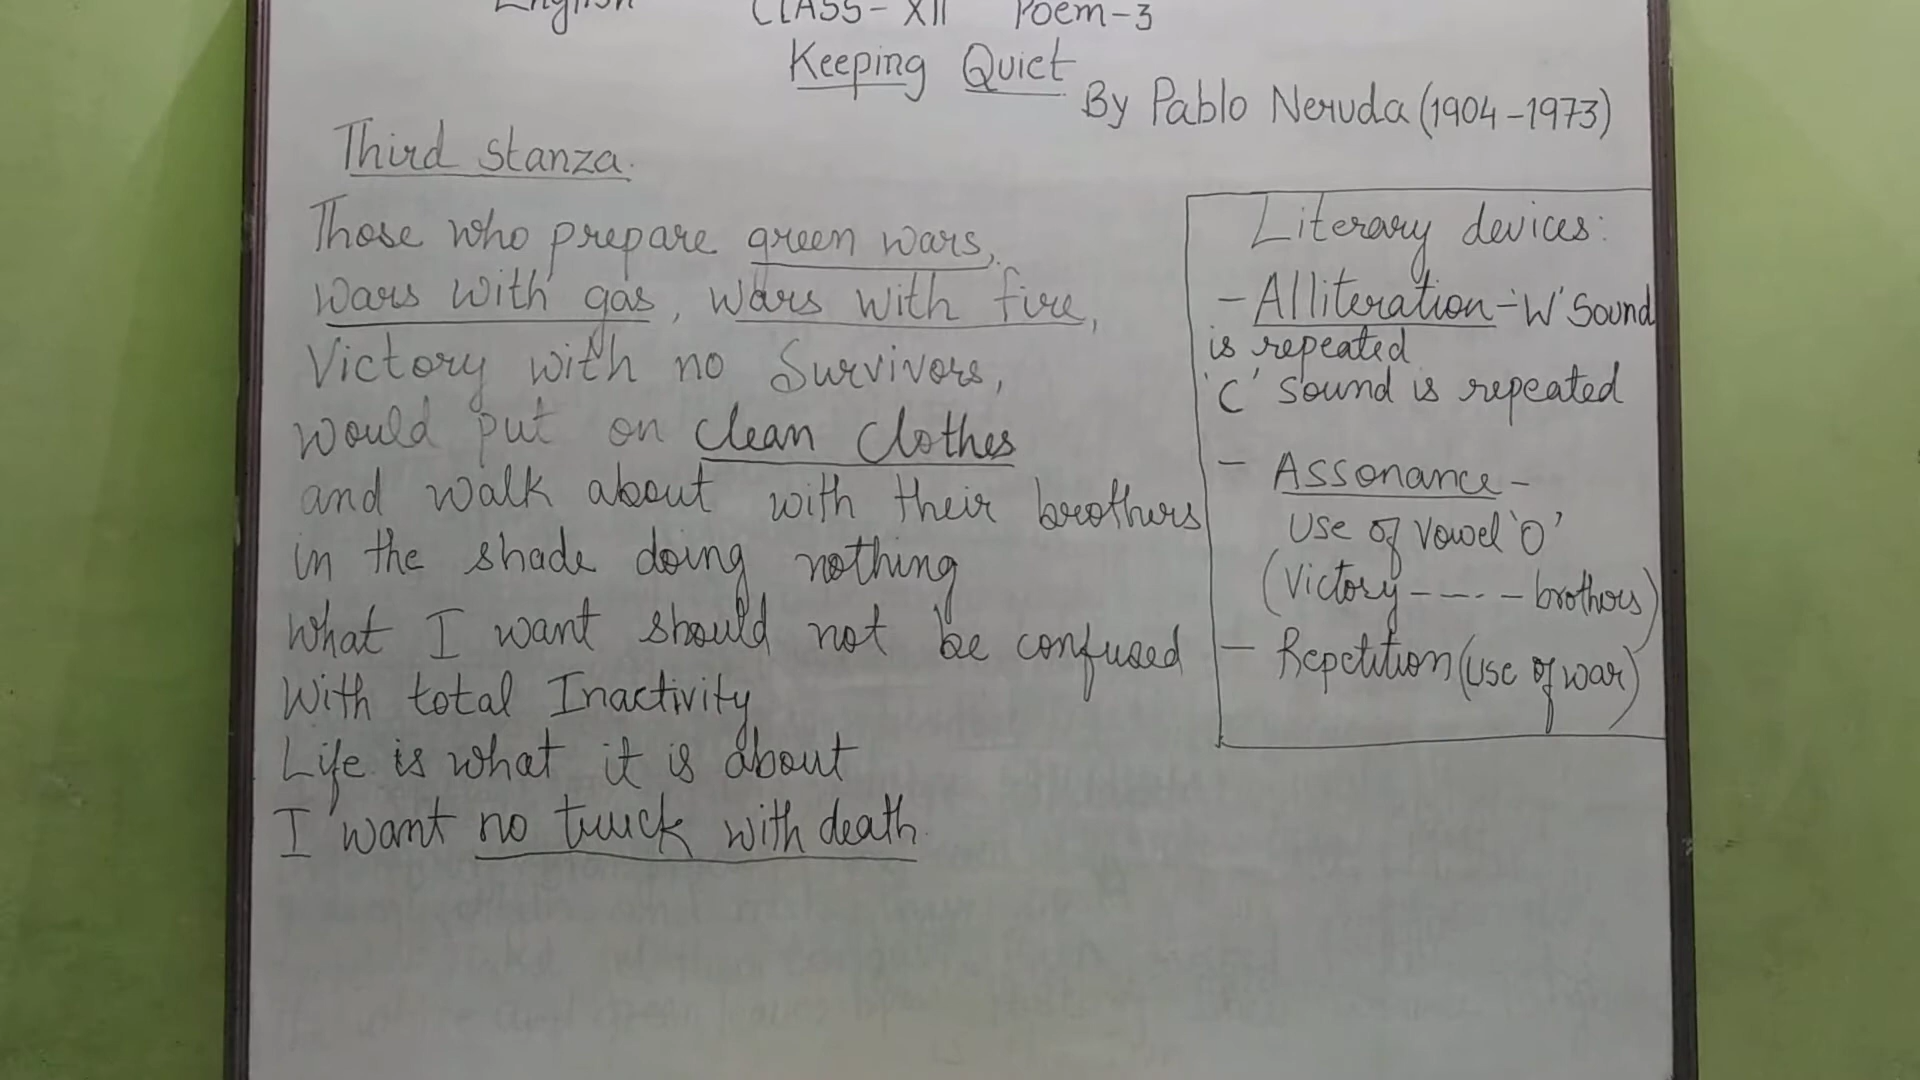 English CLASS-XII Poem-3
Keeping Quiet
By Pablo Neruda (1904-1973)
Third stanza.
Those who prepare green wars,
wars with gas, wars with fire,
Victory with no Survivors,
would put on clean clothes
and walk about with their brothers
in the shade doing nothing
What I want should not be confused
With total Inactivity
Life is what it is about
I want no truck with death.
Literary devices:
- Alliteration - 'W' Sound
is repeated
'C' Sound is repeated
- Assonance -
Use of Vowel 'O'
(Victory - - - - brothers)
- Repetition (use of war)